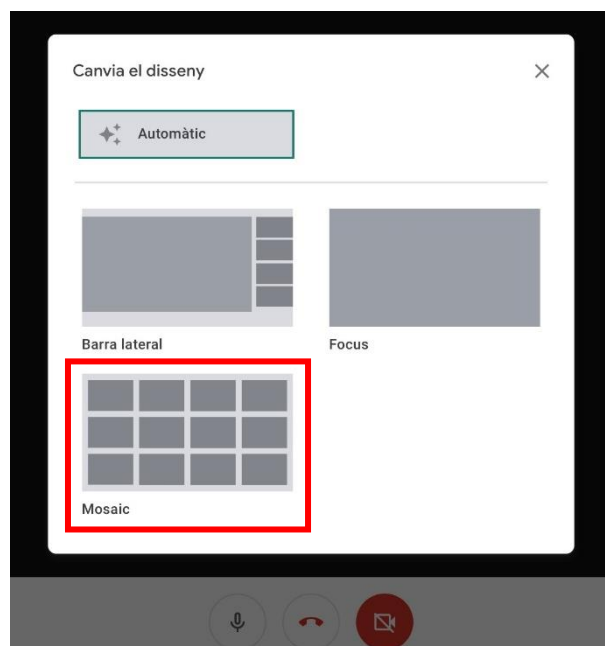 Canvia el disseny
Automàtic
Barra lateral
Focus
Mosaic